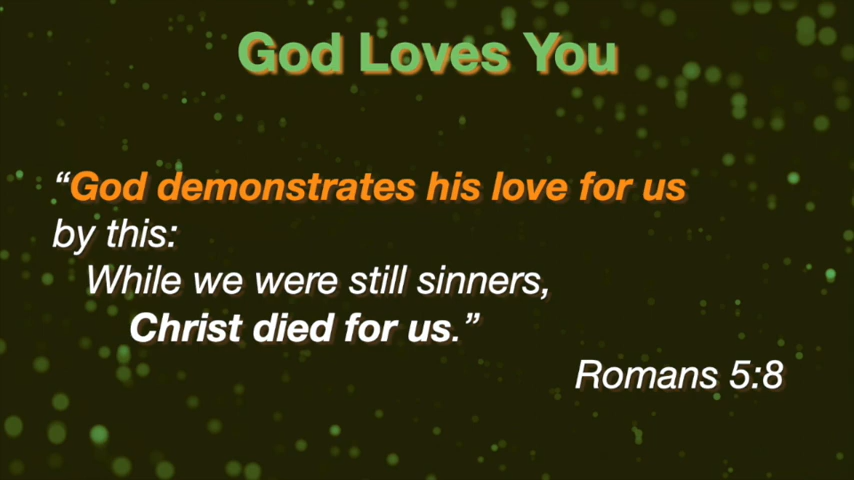 God Loves You
“God demonstrates his love for us
by this:
While we were still sinners,
Christ died for us.”
Romans 5:8